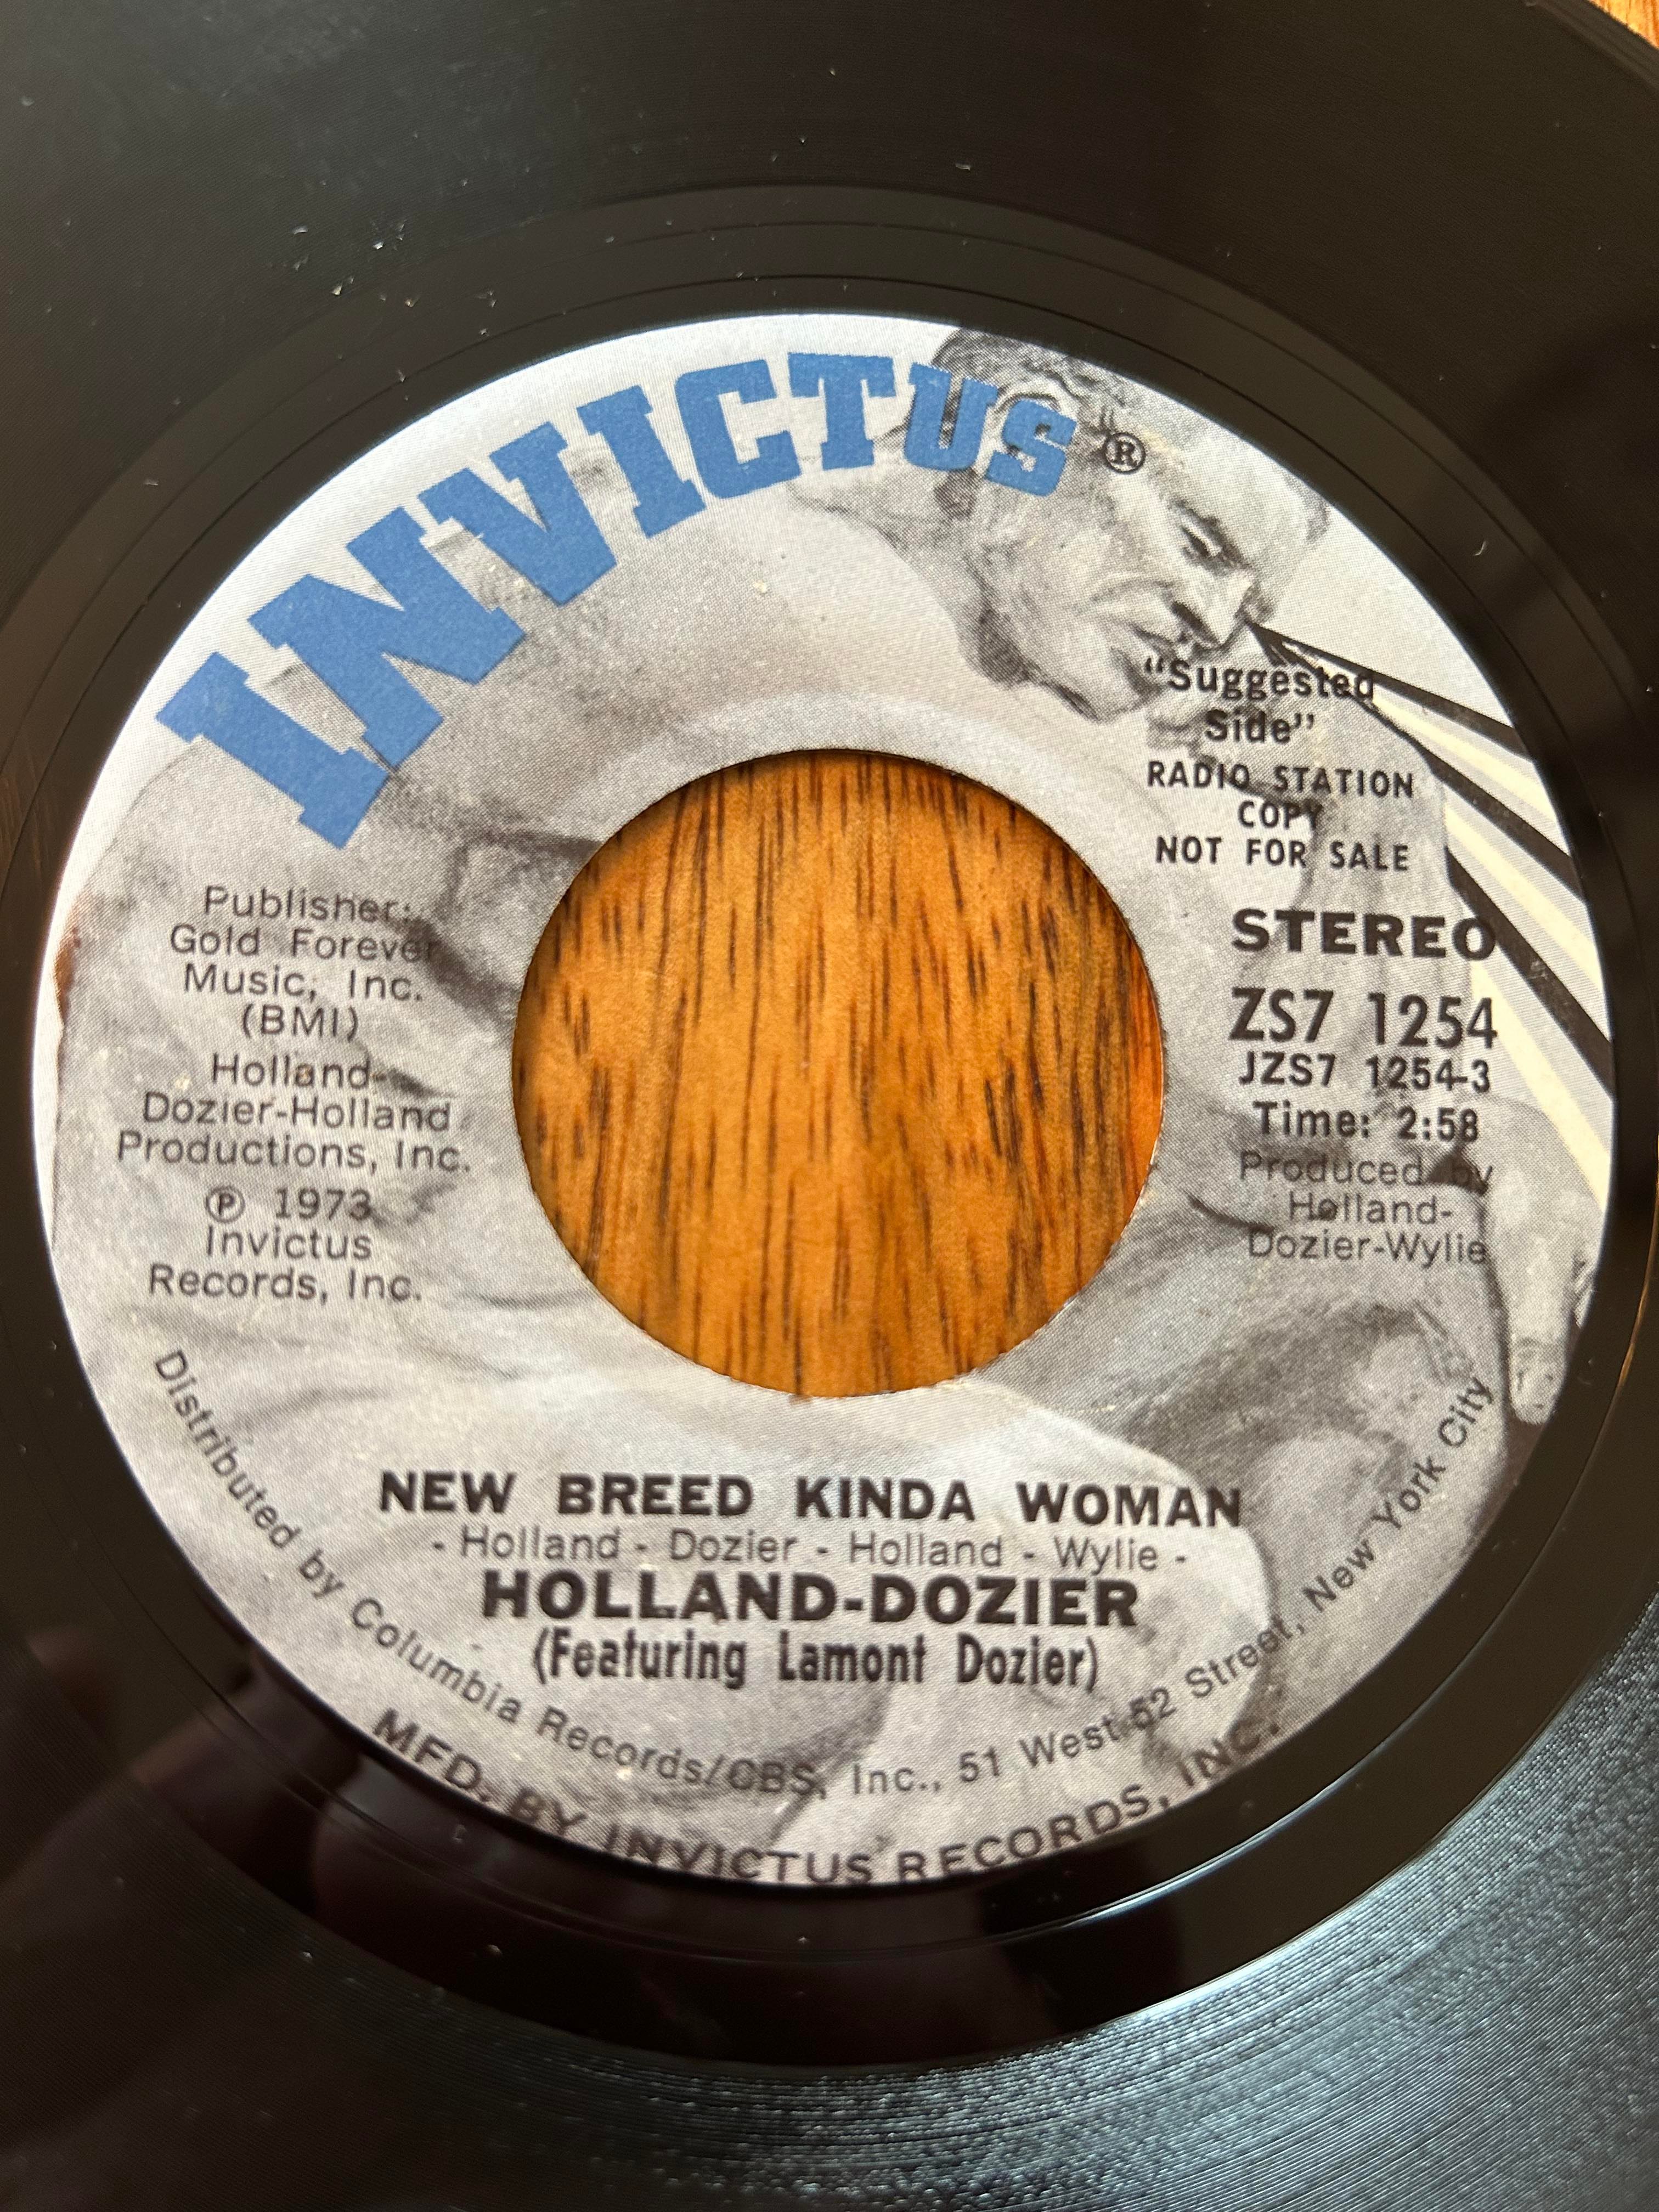 INVICTUS®
"Suggested
Side"
RADIO STATION
COPY
NOT FOR SALE
STEREO
ZS7 1254
JZS7 1254-3
Time: 2:58
Produced by
Holland-
Dozier-Wylie
Publisher:
Gold Forever
Music, Inc.
(BMI)
Holland-
Dozier-Holland
Productions, Inc.
℗ 1973
Invictus
Records, Inc.
NEW BREED KINDA WOMAN
- Holland - Dozier - Holland - Wylie -
HOLLAND-DOZIER
(Featuring Lamont Dozier)
Distributed by Columbia Records/CBS, Inc., 51 West 52 Street, New York City
MFD. BY INVICTUS RECORDS, INC.